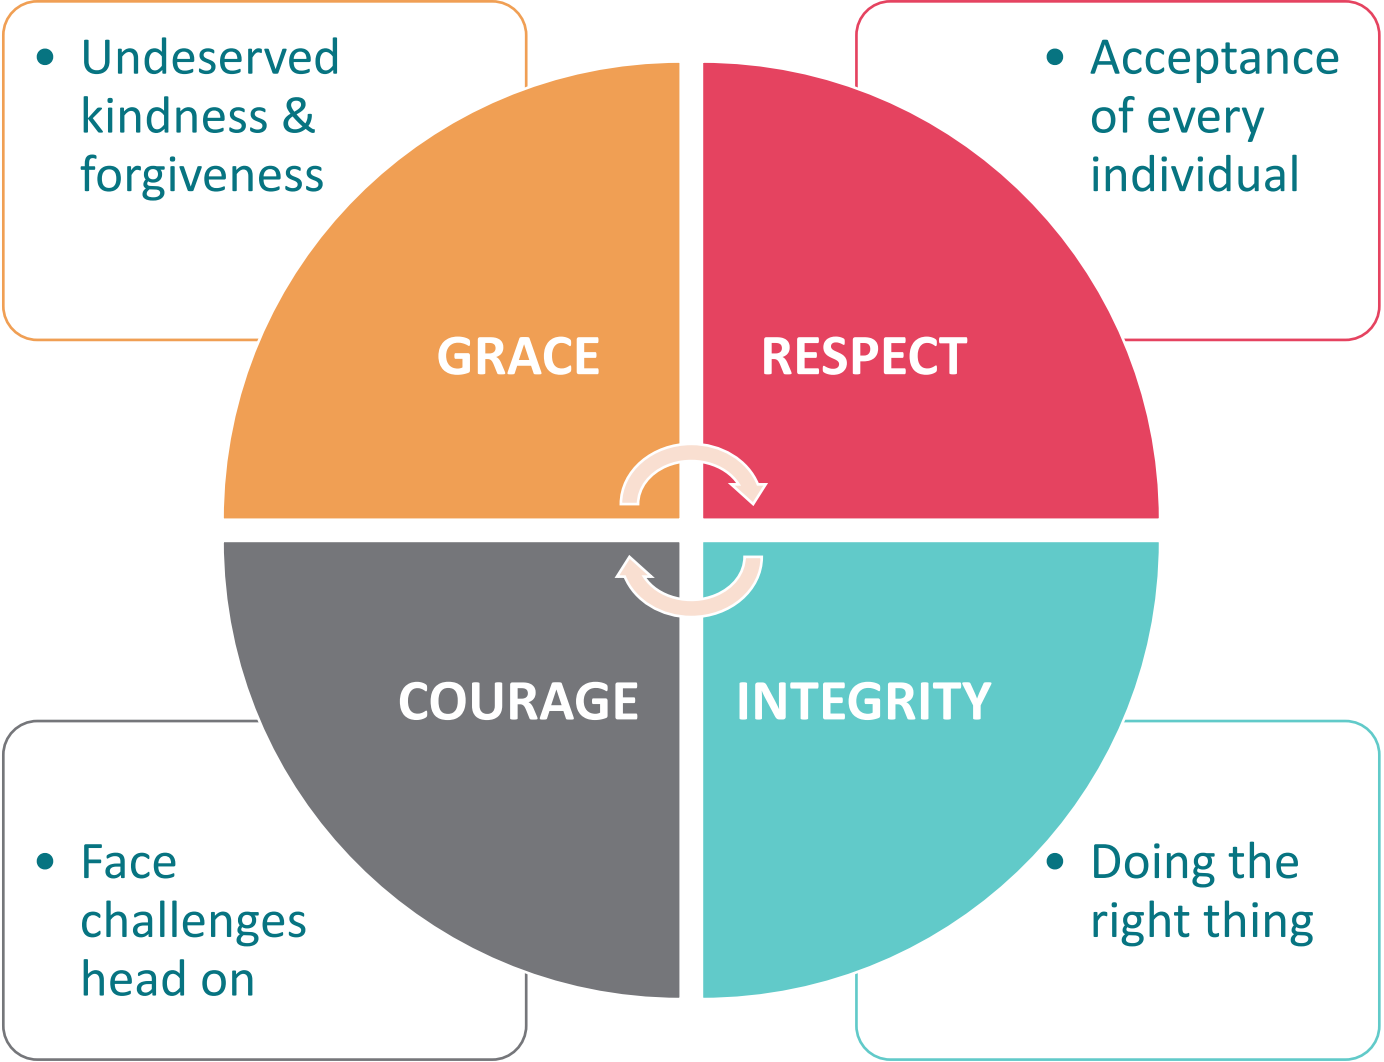 • Undeserved
kindness &
forgiveness
• Acceptance
of every
individual
GRACE
RESPECT
COURAGE
INTEGRITY
• Face
challenges
head on
• Doing the
right thing